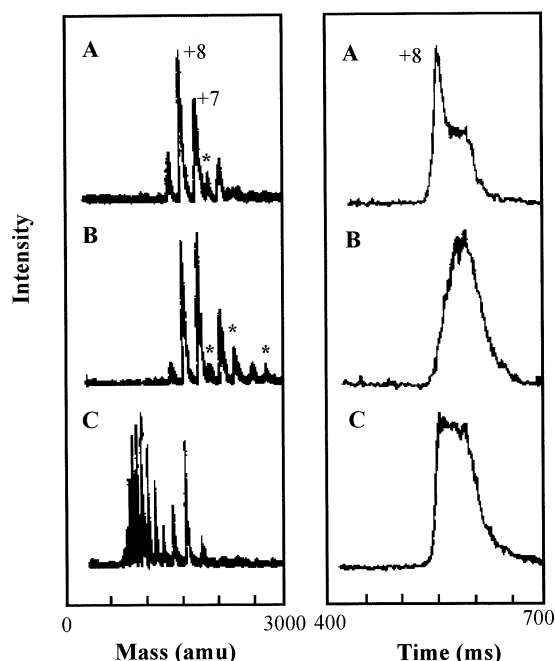 A
+8
+7
*
B
*
*
*
C
Intensity
0
3000
Mass (amu)
A
+8
B
C
400
700
Time (ms)